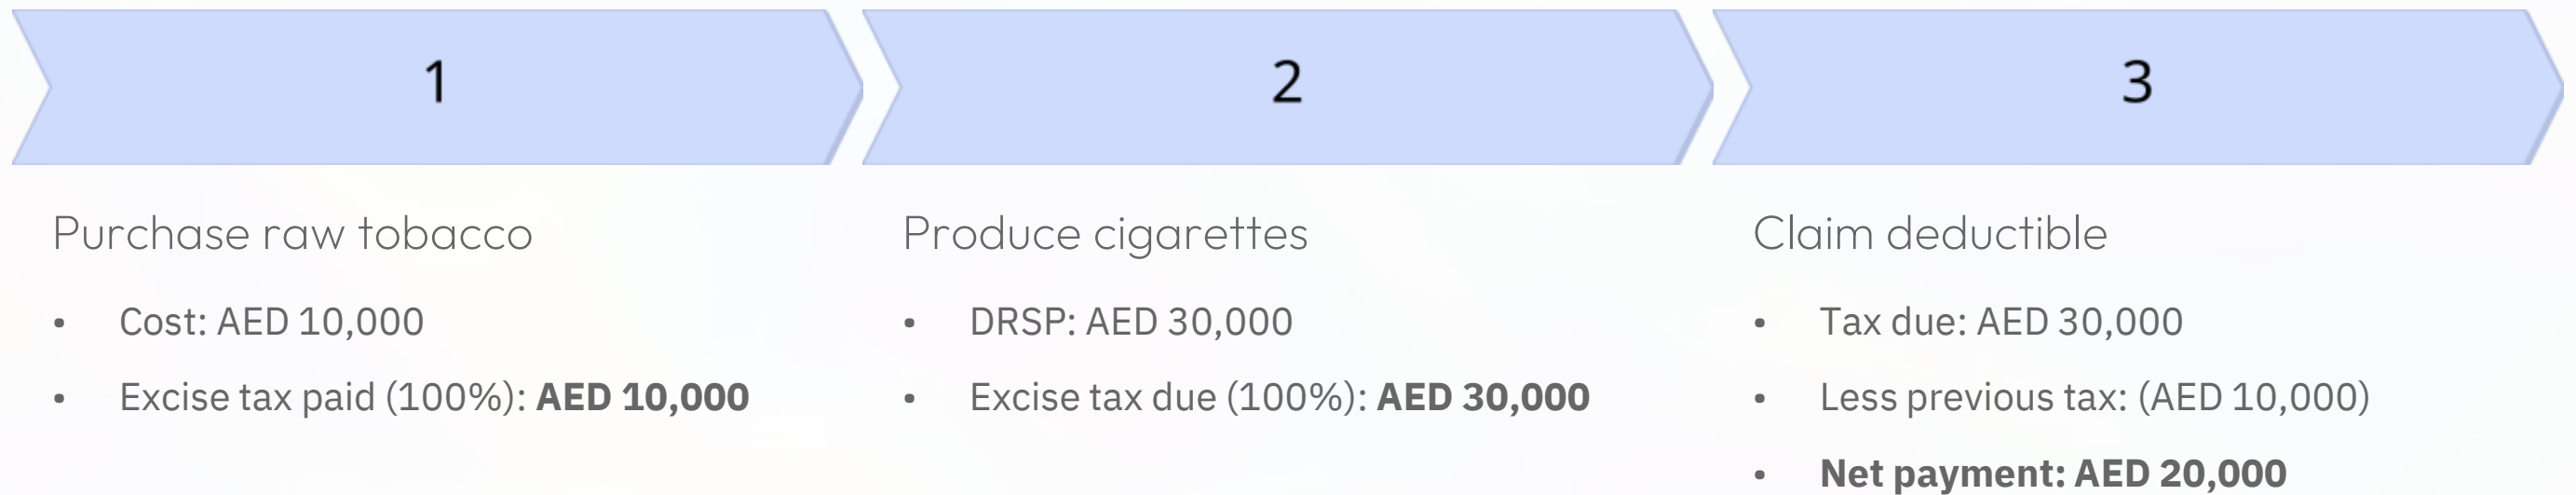 1
Purchase raw tobacco
• Cost: AED 10,000
• Excise tax paid (100%): AED 10,000
2
Produce cigarettes
• DRSP: AED 30,000
• Excise tax due (100%): AED 30,000
3
Claim deductible
• Tax due: AED 30,000
• Less previous tax: (AED 10,000)
• Net payment: AED 20,000